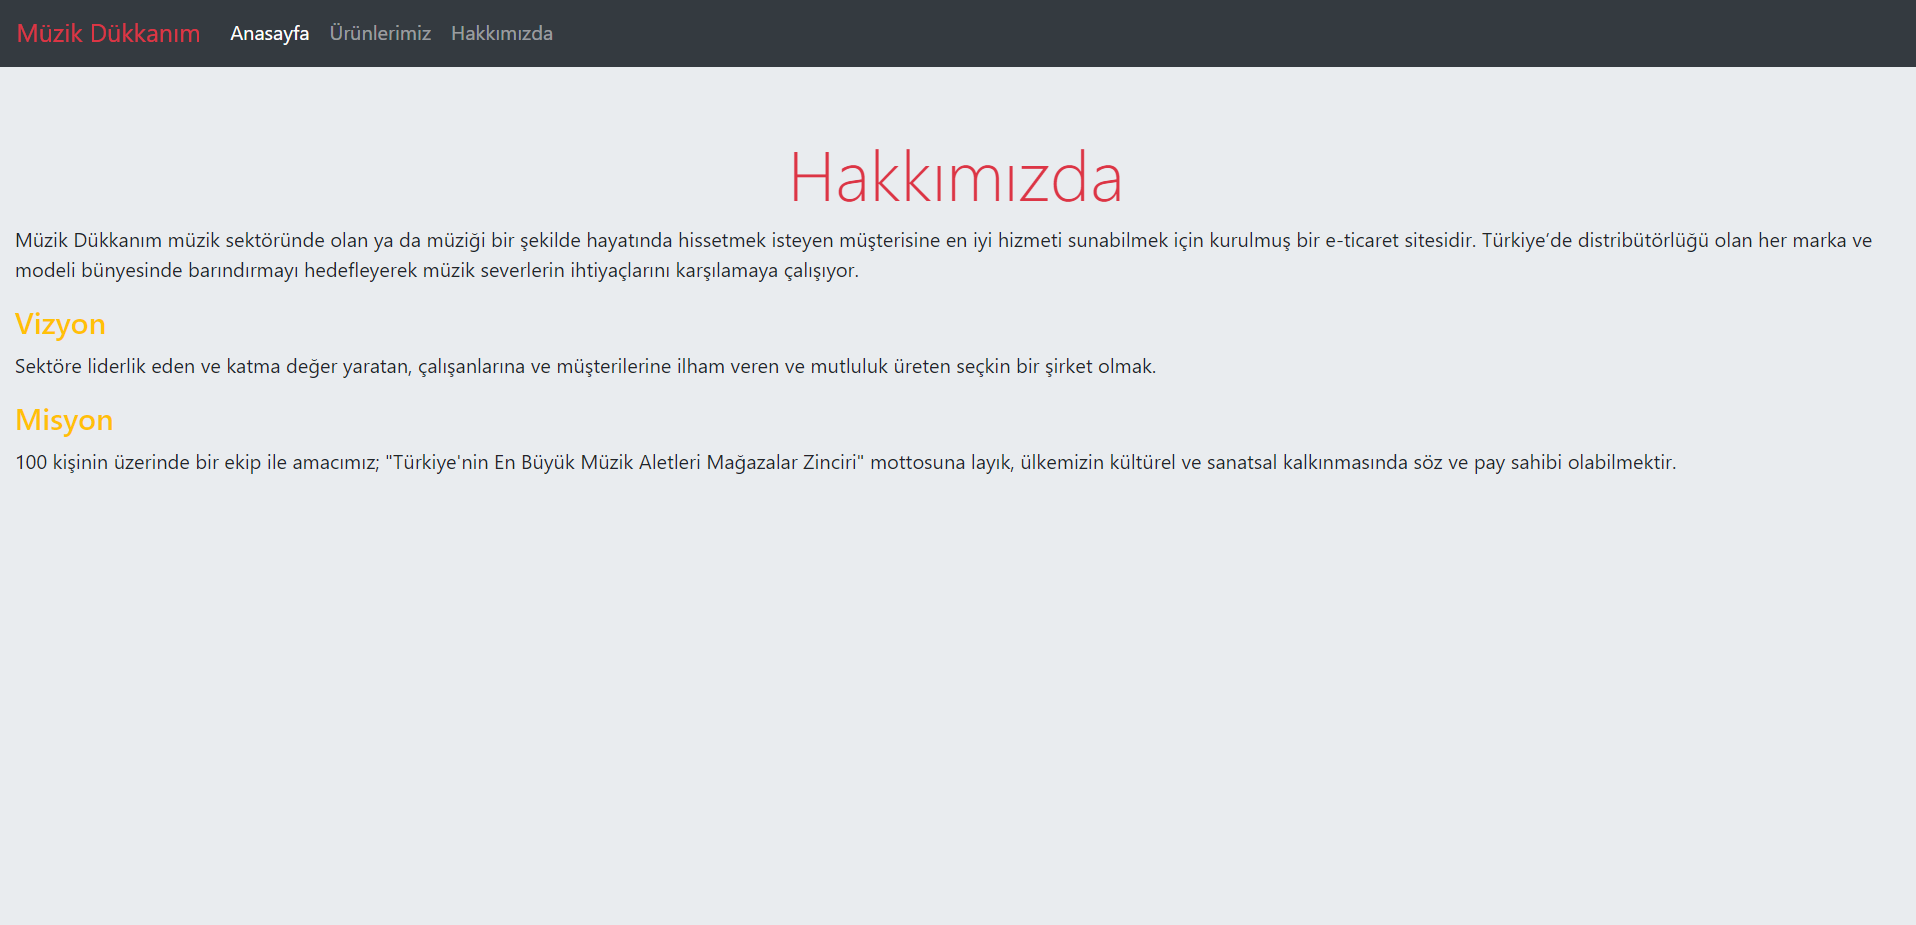 Müzik Dükkanım Anasayfa Ürünlerimiz Hakkımızda
Hakkımızda
Müzik Dükkanım müzik sektöründe olan ya da müziği bir şekilde hayatında hissetmek isteyen müşterisine en iyi hizmeti sunabilmek için kurulmuş bir e-ticaret sitesidir. Türkiye’de distribütörlüğü olan her marka ve
modeli bünyesinde barındırmayı hedefleyerek müzik severlerin ihtiyaçlarını karşılamaya çalışıyor.
Vizyon
Sektöre liderlik eden ve katma değer yaratan, çalışanlarına ve müşterilerine ilham veren ve mutluluk üreten seçkin bir şirket olmak.
Misyon
100 kişinin üzerinde bir ekip ile amacımız; "Türkiye'nin En Büyük Müzik Aletleri Mağazalar Zinciri" mottosuna layık, ülkemizin kültürel ve sanatsal kalkınmasında söz ve pay sahibi olabilmektir.